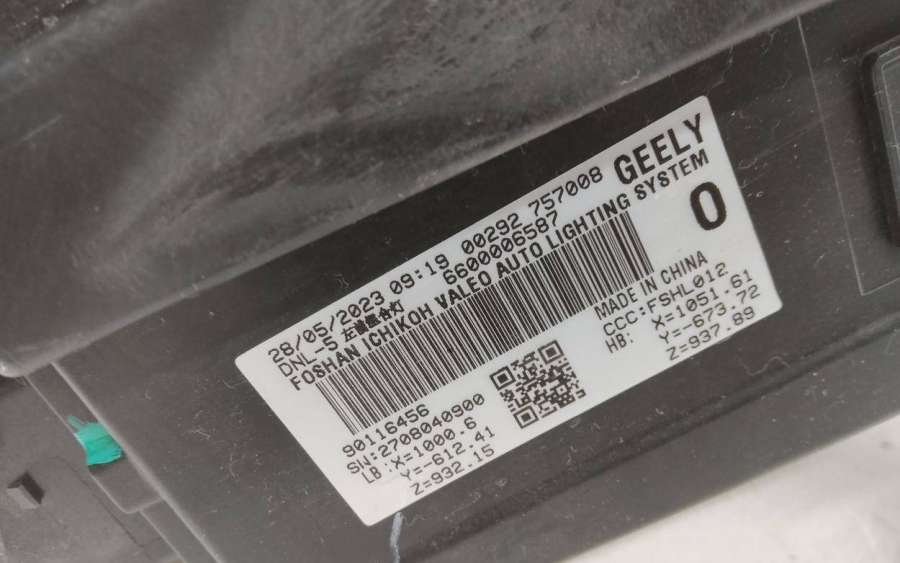 28/05/2023 09:19 00292 757008 GEELY
DNL-5 左前组合灯 6600006587
FOSHAN ICHIKOH VALEO AUTO LIGHTING SYSTEM
0
90116456
SW:2708040900
LB:X=1000.6
Y=-612.41
Z=932.15
MADE IN CHINA
CCC:FSHL012
HB: X=1051.61
Y=-673.72
Z=937.89